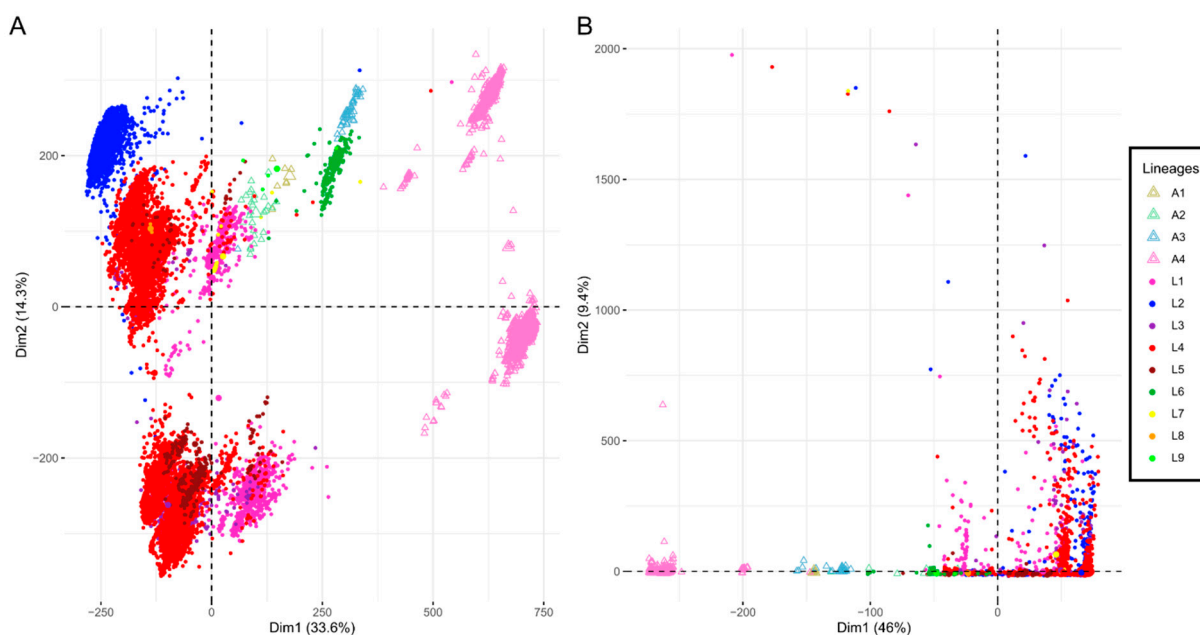 A
B
200
0
−200
−250
0
250
500
750
Dim2 (14.3%)
Dim1 (33.6%)
2000
1500
1000
500
0
−200
−100
0
Dim2 (9.4%)
Dim1 (46%)
Lineages
A1
A2
A3
A4
L1
L2
L3
L4
L5
L6
L7
L8
L9